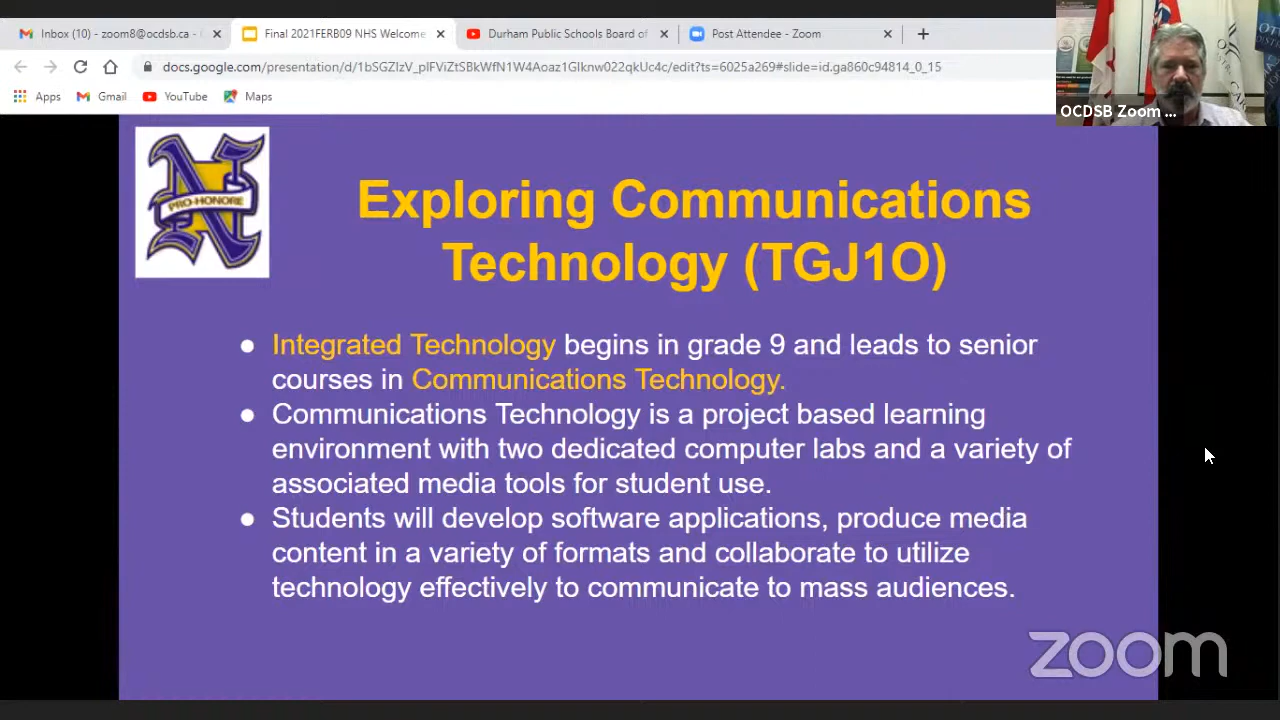 Inbox (10) - zoom8@ocdsb.ca -
Final 2021FERB09 NHS Welcome
Durham Public Schools Board of
Post Attendee - Zoom
docs.google.com/presentation/d/1bSGZIzV_pIFViZtSBkWfN1W4Aoaz1GIknw022qkUc4c/edit?ts=6025a269#slide=id.ga860c94814_0_15
Apps
Gmail
YouTube
Maps
OCDSB Zoom ...
PRO-HONORE
Exploring Communications
Technology (TGJ1O)
● Integrated Technology begins in grade 9 and leads to senior
courses in Communications Technology.
● Communications Technology is a project based learning
environment with two dedicated computer labs and a variety of
associated media tools for student use.
● Students will develop software applications, produce media
content in a variety of formats and collaborate to utilize
technology effectively to communicate to mass audiences.
zoom